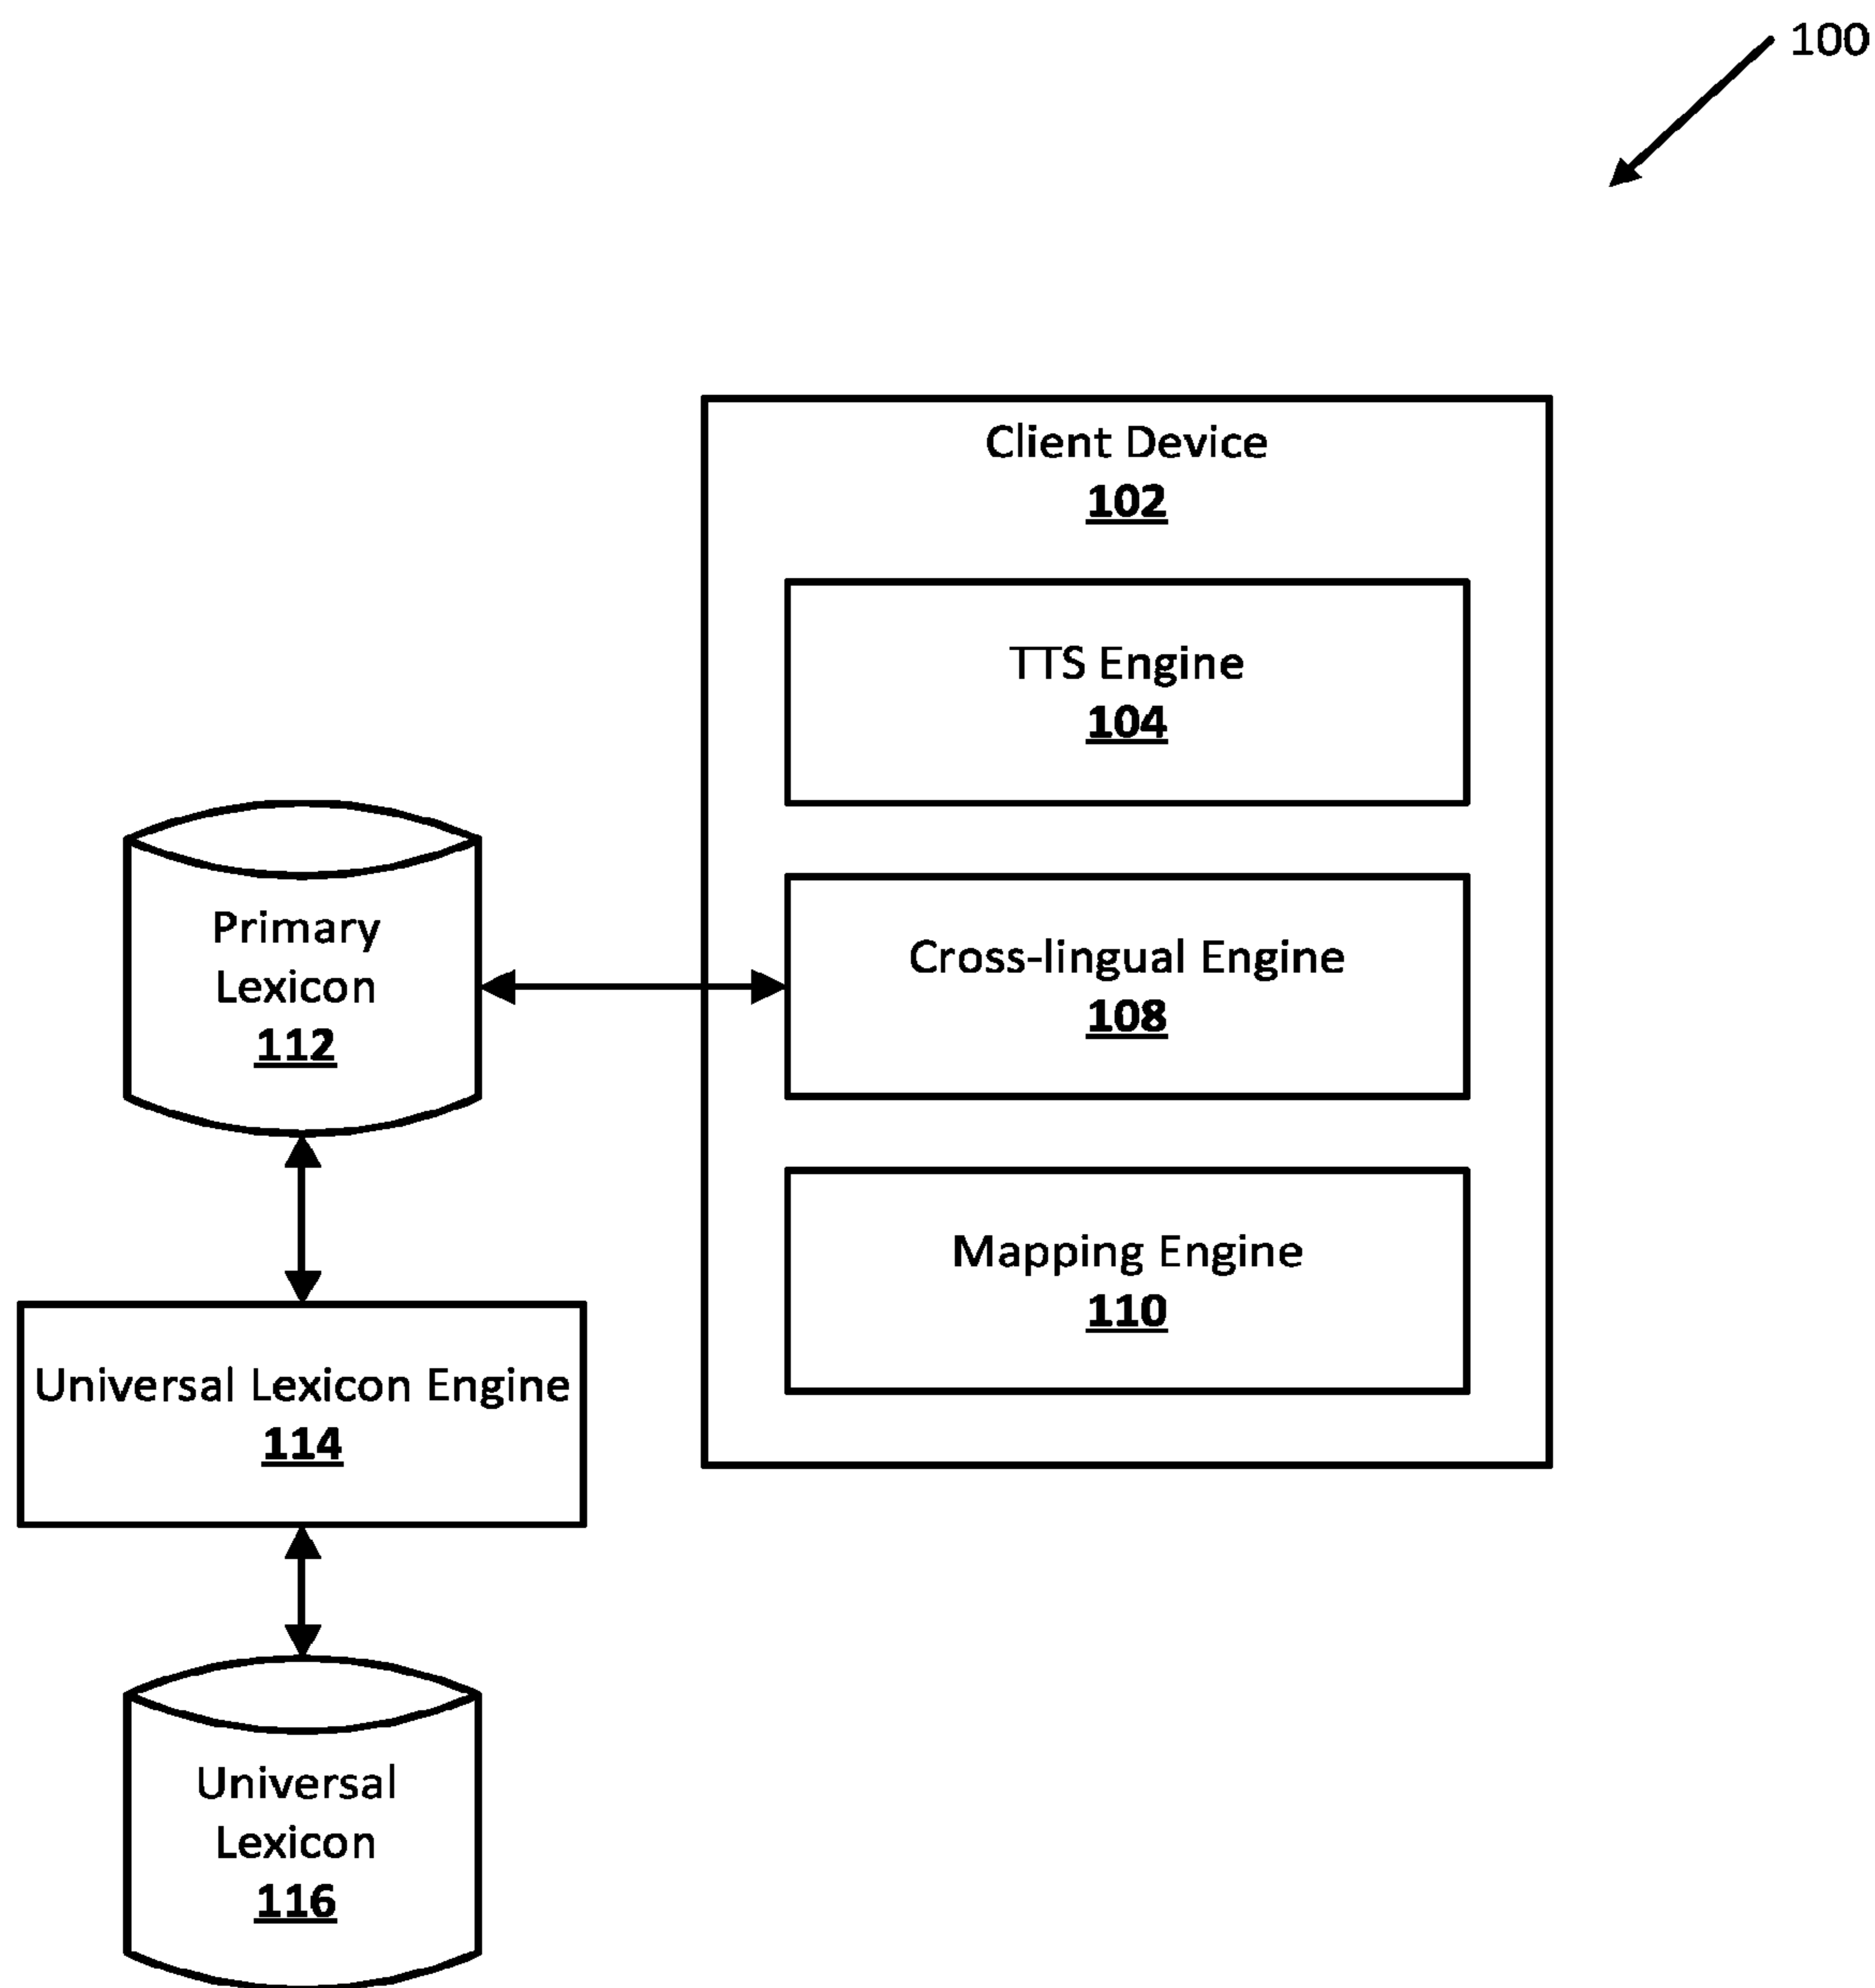 100
Client Device
102
TTS Engine
104
Primary
Lexicon
112
Cross-lingual Engine
108
Mapping Engine
110
Universal Lexicon Engine
114
Universal
Lexicon
116